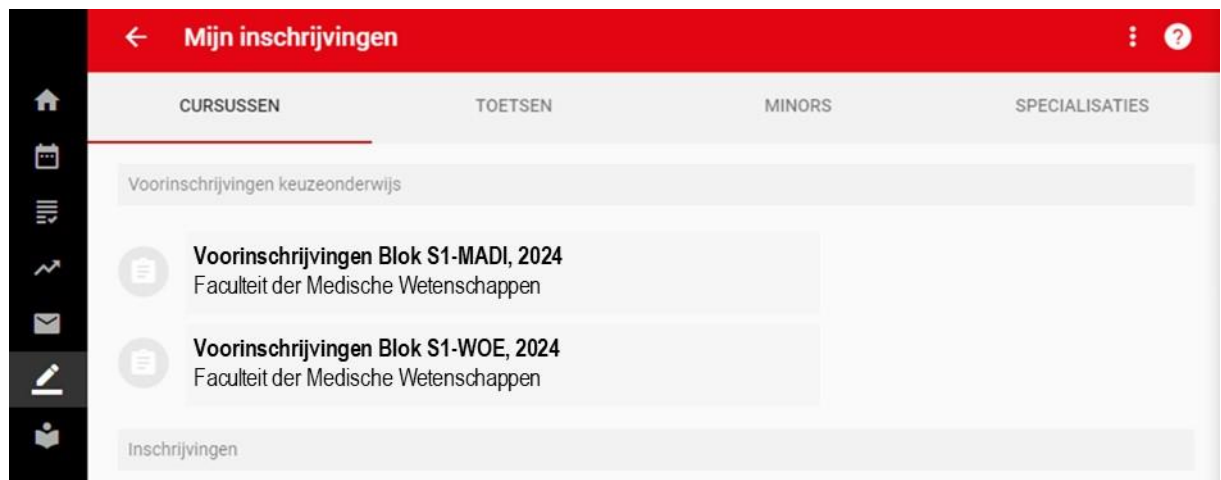 Mijn inschrijvingen
CURSUSSEN TOETSEN MINORS SPECIALISATIES
Voorinschrijvingen keuzeonderwijs
Voorinschrijvingen Blok S1-MADI, 2024
Faculteit der Medische Wetenschappen
Voorinschrijvingen Blok S1-WOE, 2024
Faculteit der Medische Wetenschappen
Inschrijvingen